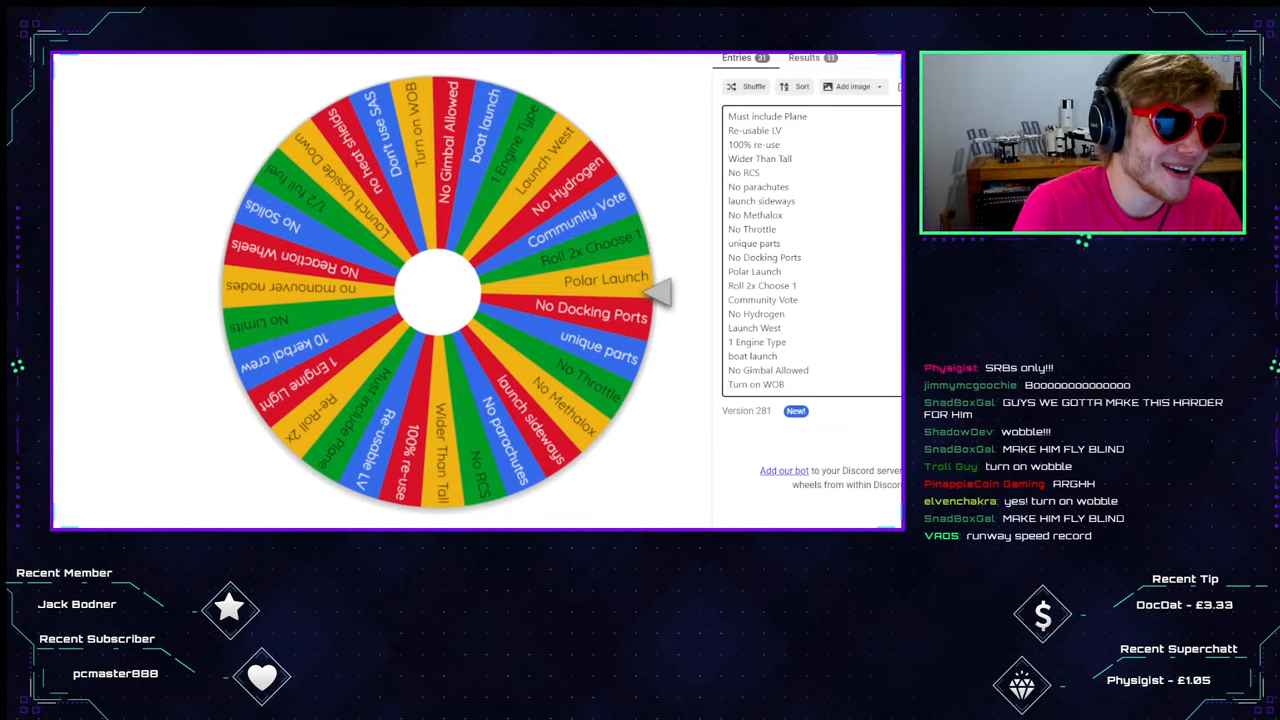 Entries 31 Results 11
Shuffle Sort Add image
Must include Plane
Re-usable LV
100% re-use
Wider Than Tall
No RCS
No parachutes
launch sideways
No Methalox
No Throttle
unique parts
No Docking Ports
Polar Launch
Roll 2x Choose 1
Community Vote
No Hydrogen
Launch West
1 Engine Type
boat launch
No Gimbal Allowed
Turn on WOB
Version 281 New!
Add our bot to your Discord server
wheels from within Discor
Turn on WOB
No Gimbal Allowed
boat launch
1 Engine Type
Launch West
No Hydrogen
Community Vote
Roll 2x Choose 1
Polar Launch
No Docking Ports
unique parts
No Throttle
No Methalox
launch sideways
No parachutes
No RCS
Wider Than Tall
100% re-use
Re-usable LV
Must include Plane
Re-Roll 2x
1 Engine Light
10 kerbal crew
No Limits
no manouver nodes
No Reaction Wheels
No Solids
Launch Upside Down
no heat shields
Don't use SAS
Physigist SRBs only!!!
jimmymcgoochie: Boooooooooooooo
SnadBoxGal: GUYS WE GOTTA MAKE THIS HARDER
FOR HIm
ShadowDev: wobble!!!
SnadBoxGal: MAKE HIM FLY BLIND
Troll Guy: turn on wobble
PinappleCoin Gaming: ARGHH
elvenchakra: yes! turn on wobble
SnadBoxGal: MAKE HIM FLY BLIND
VAOS: runway speed record
Recent Member
Jack Bodner
Recent Subscriber
pcmaster888
Recent Tip
DocDat - £3.33
Recent Superchatt
Physigist - £1.05